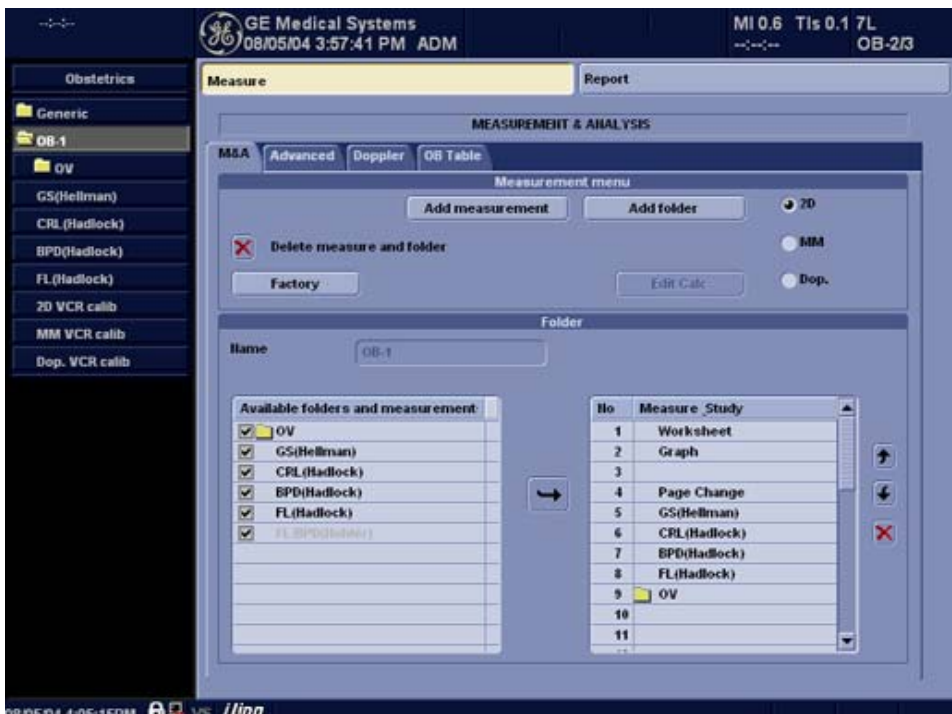 --:--:--
GE Medical Systems
08/05/04 3:57:41 PM ADM
MI 0.6 TIs 0.1 7L
--:--:-- OB-2/3
Obstetrics
Generic
OB-1
OV
GS(Hellman)
CRL(Hadlock)
BPD(Hadlock)
FL(Hadlock)
2D VCR calib
MM VCR calib
Dop. VCR calib
Measure
Report
MEASUREMENT & ANALYSIS
M&A Advanced Doppler OB Table
Measurement menu
Add measurement Add folder 2D
Delete measure and folder MM
Factory Edit Calc Dop.
Folder
Name OB-1
Available folders and measurement
OV
GS(Hellman)
CRL(Hadlock)
BPD(Hadlock)
FL(Hadlock)
No Measure_Study
1 Worksheet
2 Graph
3
4 Page Change
5 GS(Hellman)
6 CRL(Hadlock)
7 BPD(Hadlock)
8 FL(Hadlock)
9 OV
10
11